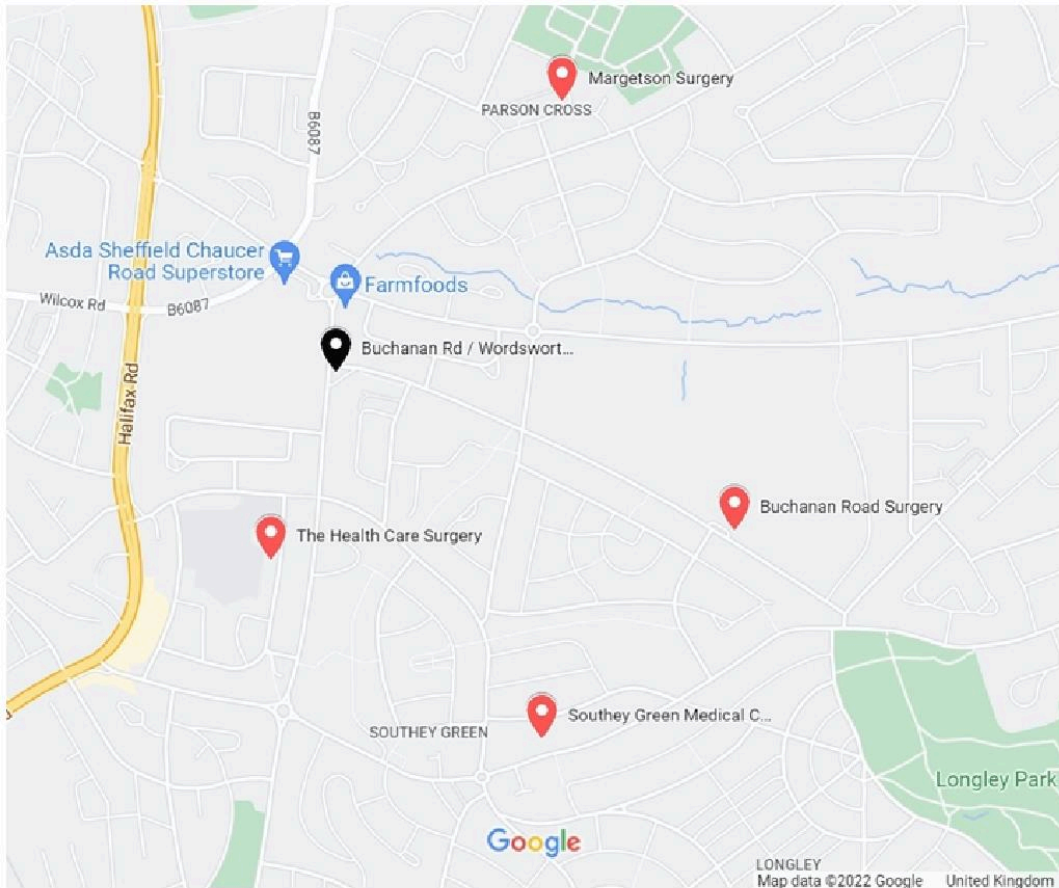 Margetson Surgery
PARSON CROSS
B6087
Asda Sheffield Chaucer
Road Superstore
Farmfoods
Wilcox Rd
B6087
Buchanan Rd / Wordswort...
Halifax Rd
Buchanan Road Surgery
The Health Care Surgery
Southey Green Medical C...
SOUTHEY GREEN
Longley Park
Google
LONGLEY
Map data ©2022 Google United Kingdom